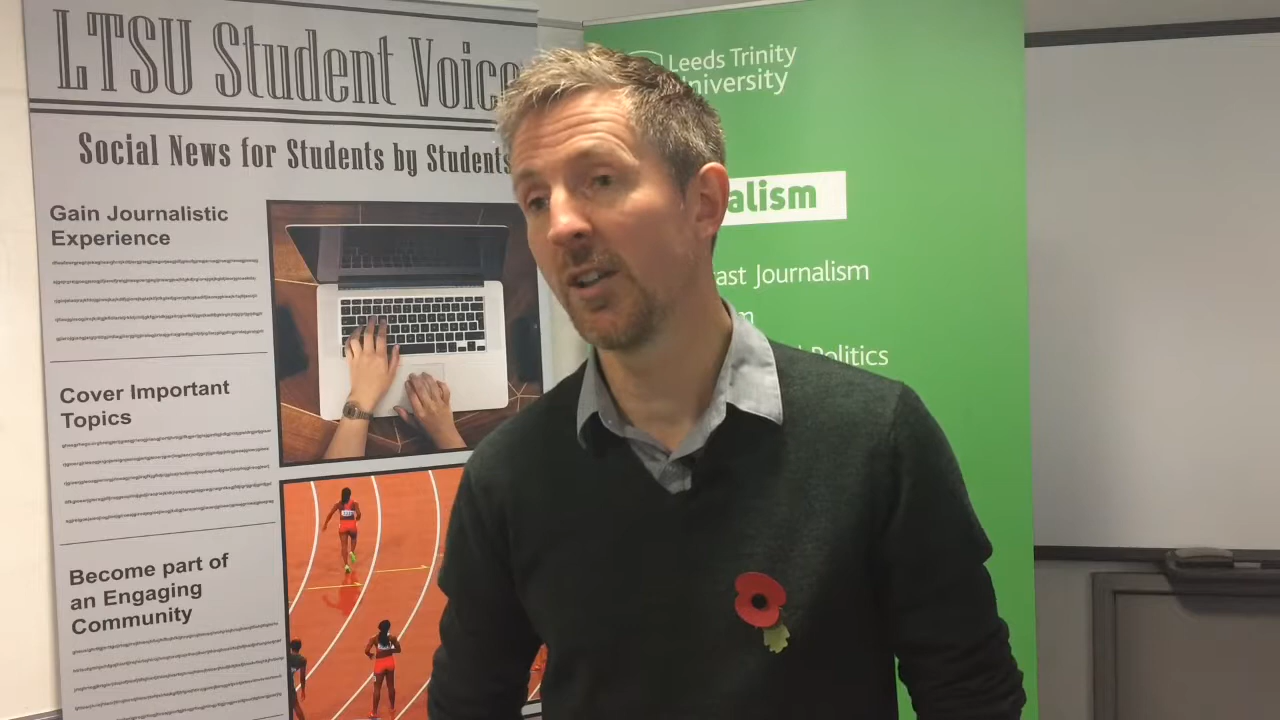 LTSU Student Voice
Social News for Students by Students
Gain Journalistic
Experience
Cover Important
Topics
Become part of
an Engaging
Community
Leeds Trinity
University
alism
ast Journalism
m
Politics